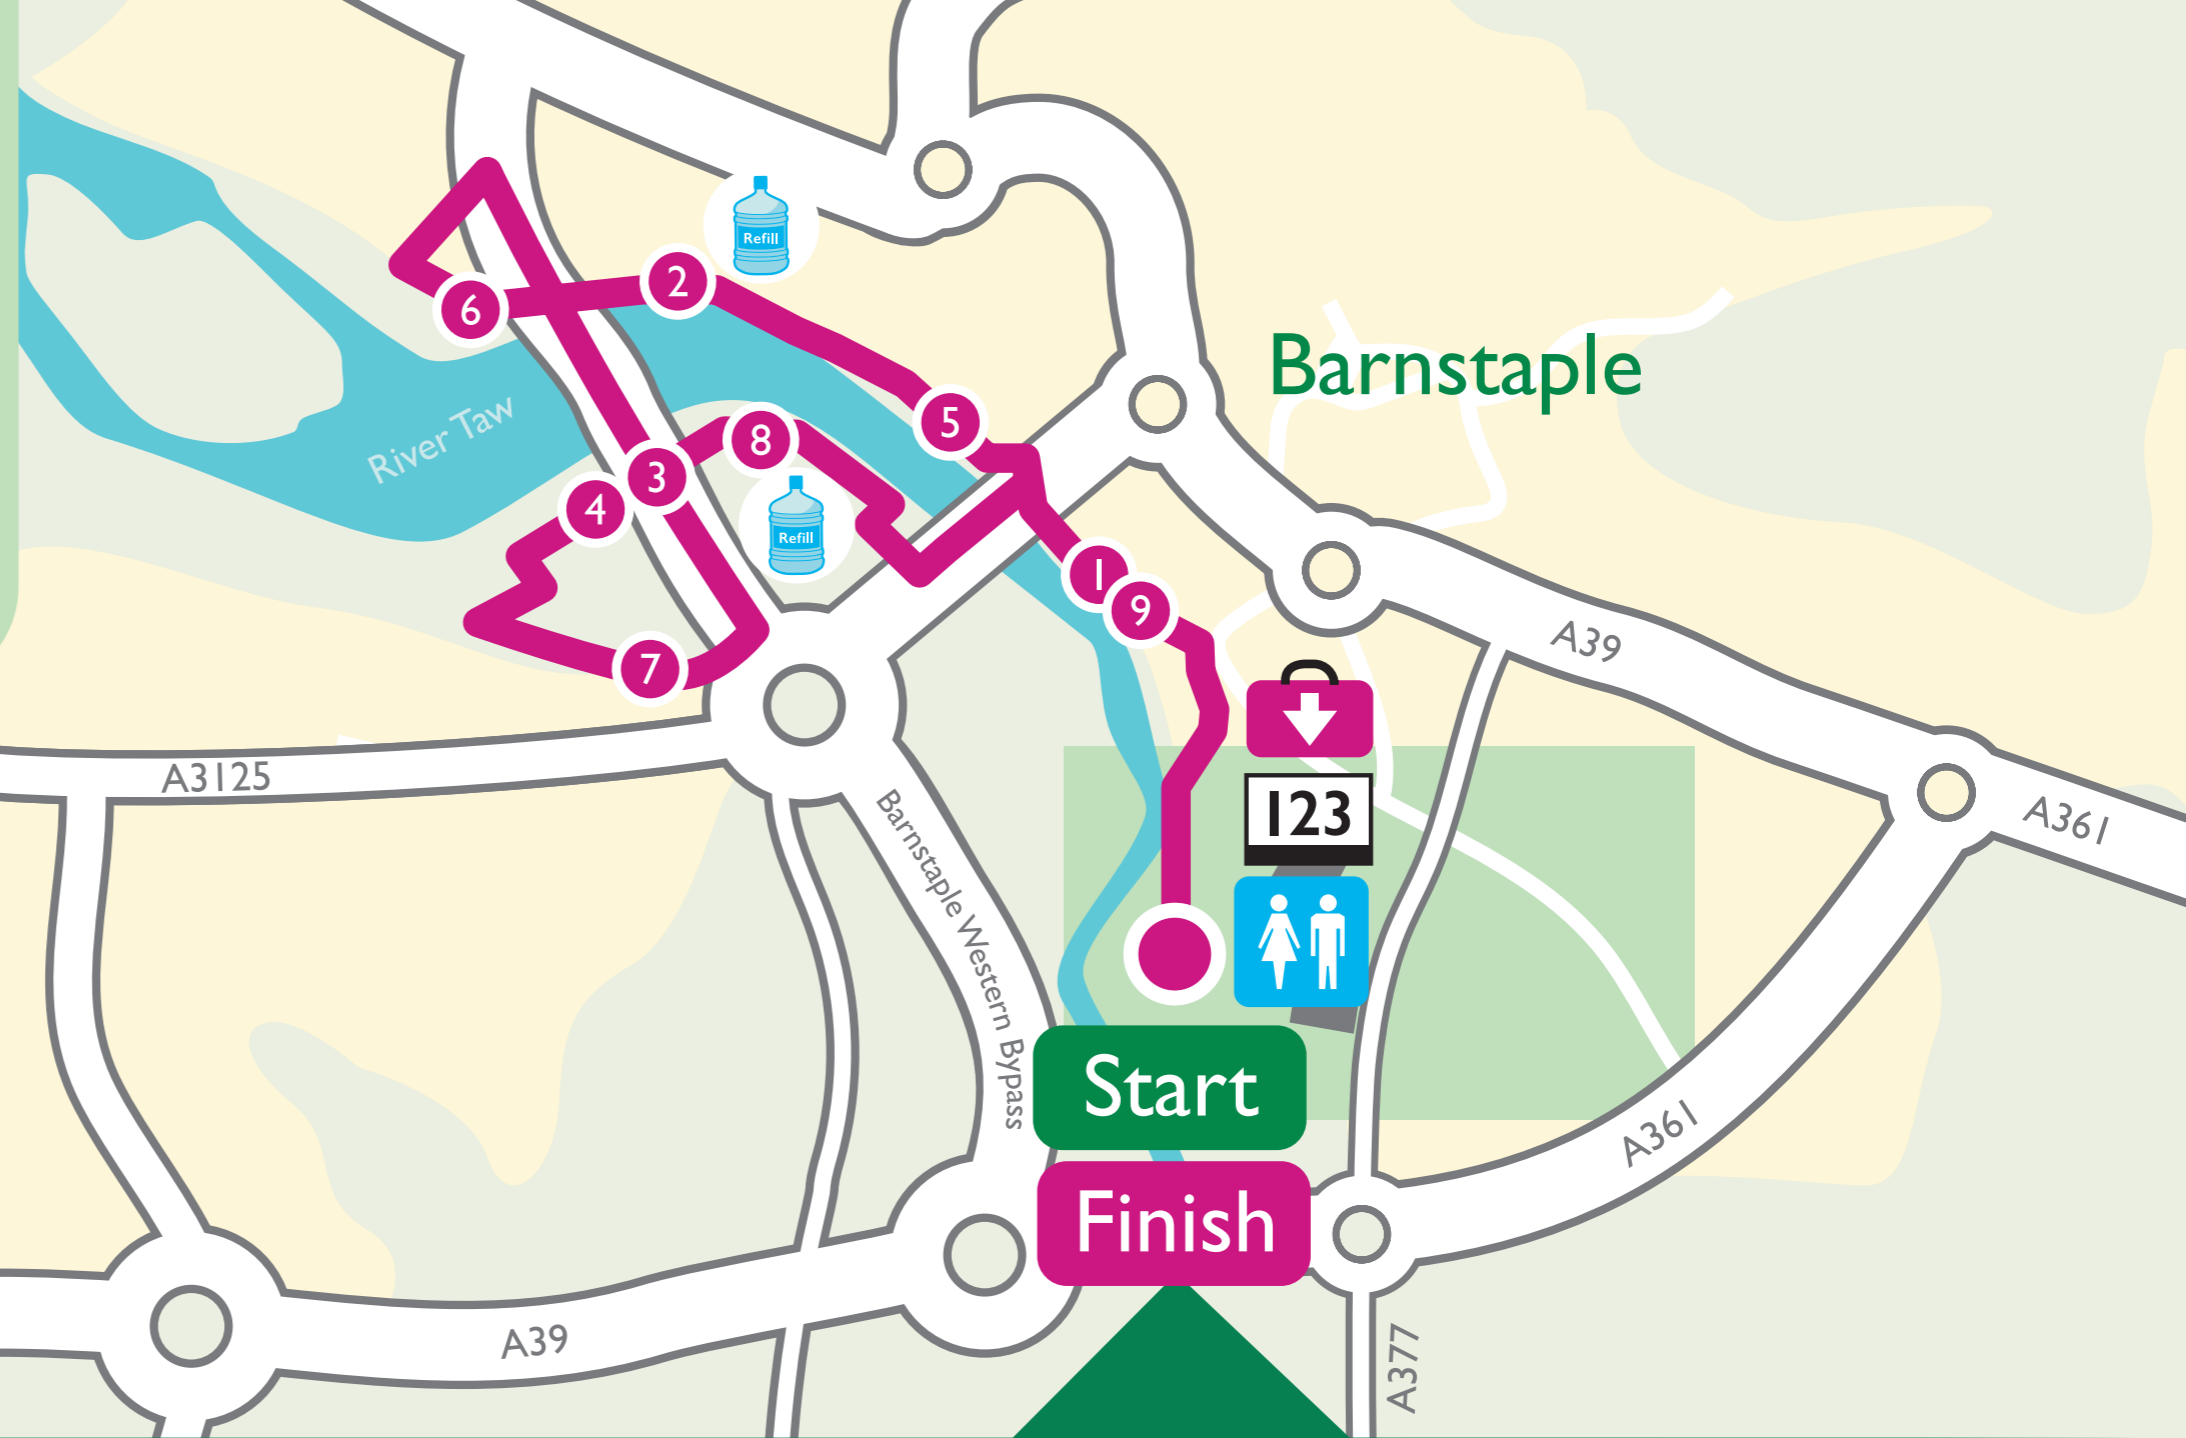 2
Refill
6
Barnstaple
River Taw
5
8
3
4
Refill
1
9
A39
7
A3125
123
Barnstaple Western Bypass
A361
Start
A361
Finish
A39
A377